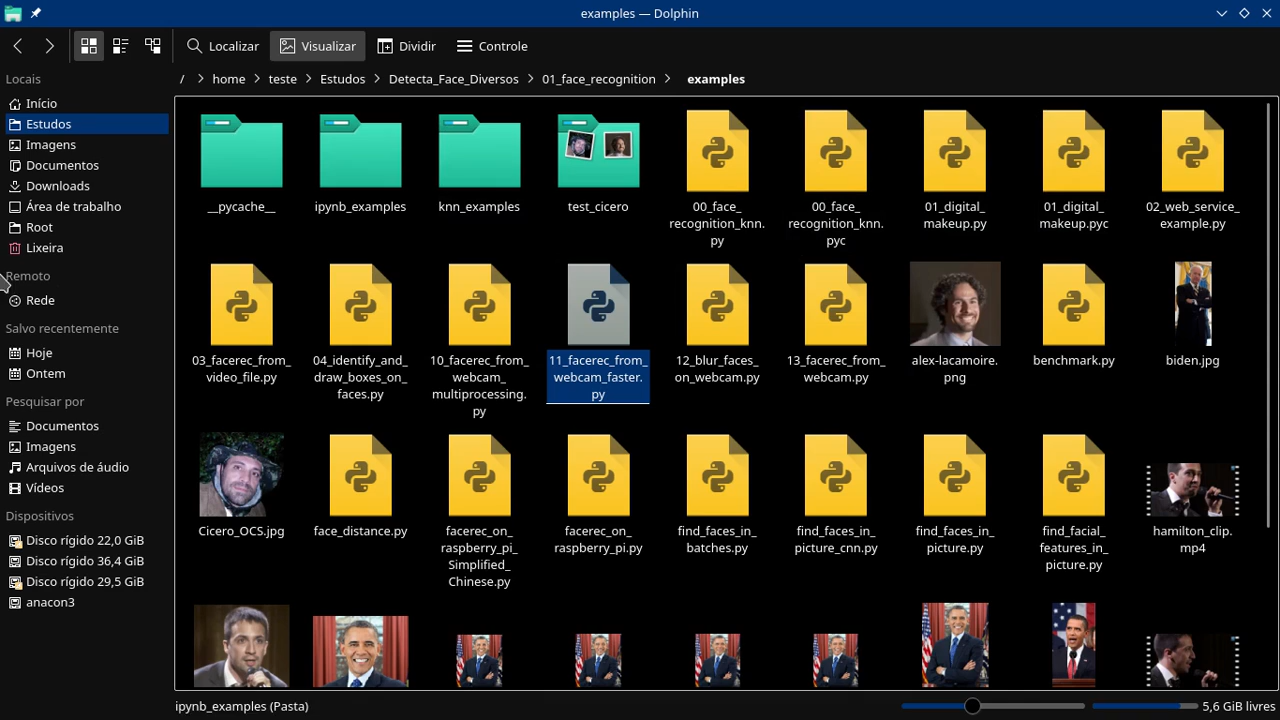 examples — Dolphin
Localizar
Visualizar
Dividir
Controle
Locais
/ > home > teste > Estudos > Detecta_Face_Diversos > 01_face_recognition > examples
Início
Estudos
Imagens
Documentos
Downloads
Área de trabalho
Root
Lixeira
Remoto
Rede
Salvo recentemente
Hoje
Ontem
Pesquisar por
Documentos
Imagens
Arquivos de áudio
Vídeos
Dispositivos
Disco rígido 22,0 GiB
Disco rígido 36,4 GiB
Disco rígido 29,5 GiB
anacon3
__pycache__
ipynb_examples
knn_examples
test_cicero
00_face_
recognition_knn.
py
00_face_
recognition_knn.
pyc
01_digital_
makeup.py
01_digital_
makeup.pyc
02_web_service_
example.py
03_facerec_from_
video_file.py
04_identify_and_
draw_boxes_on_
faces.py
10_facerec_from_
webcam_
multiprocessing.
py
11_facerec_from_
webcam_faster.
py
12_blur_faces_
on_webcam.py
13_facerec_from_
webcam.py
alex-lacamoire.
png
benchmark.py
biden.jpg
Cicero_OCS.jpg
face_distance.py
facerec_on_
raspberry_pi_
Simplified_
Chinese.py
facerec_on_
raspberry_pi.py
find_faces_in_
batches.py
find_faces_in_
picture_cnn.py
find_faces_in_
picture.py
find_facial_
features_in_
picture.py
hamilton_clip.
mp4
ipynb_examples (Pasta)
5,6 GiB livres